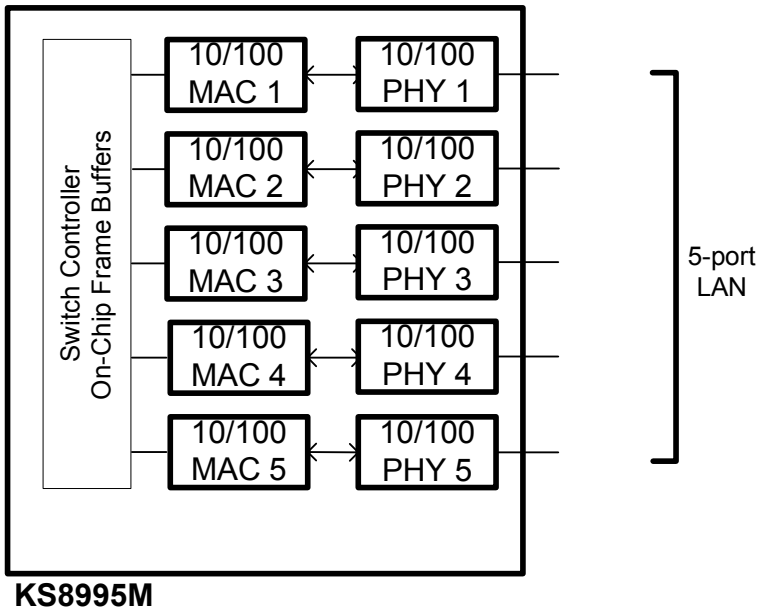 Switch Controller
On-Chip Frame Buffers
10/100
MAC 1
10/100
PHY 1
10/100
MAC 2
10/100
PHY 2
10/100
MAC 3
10/100
PHY 3
10/100
MAC 4
10/100
PHY 4
10/100
MAC 5
10/100
PHY 5
5-port
LAN
KS8995M